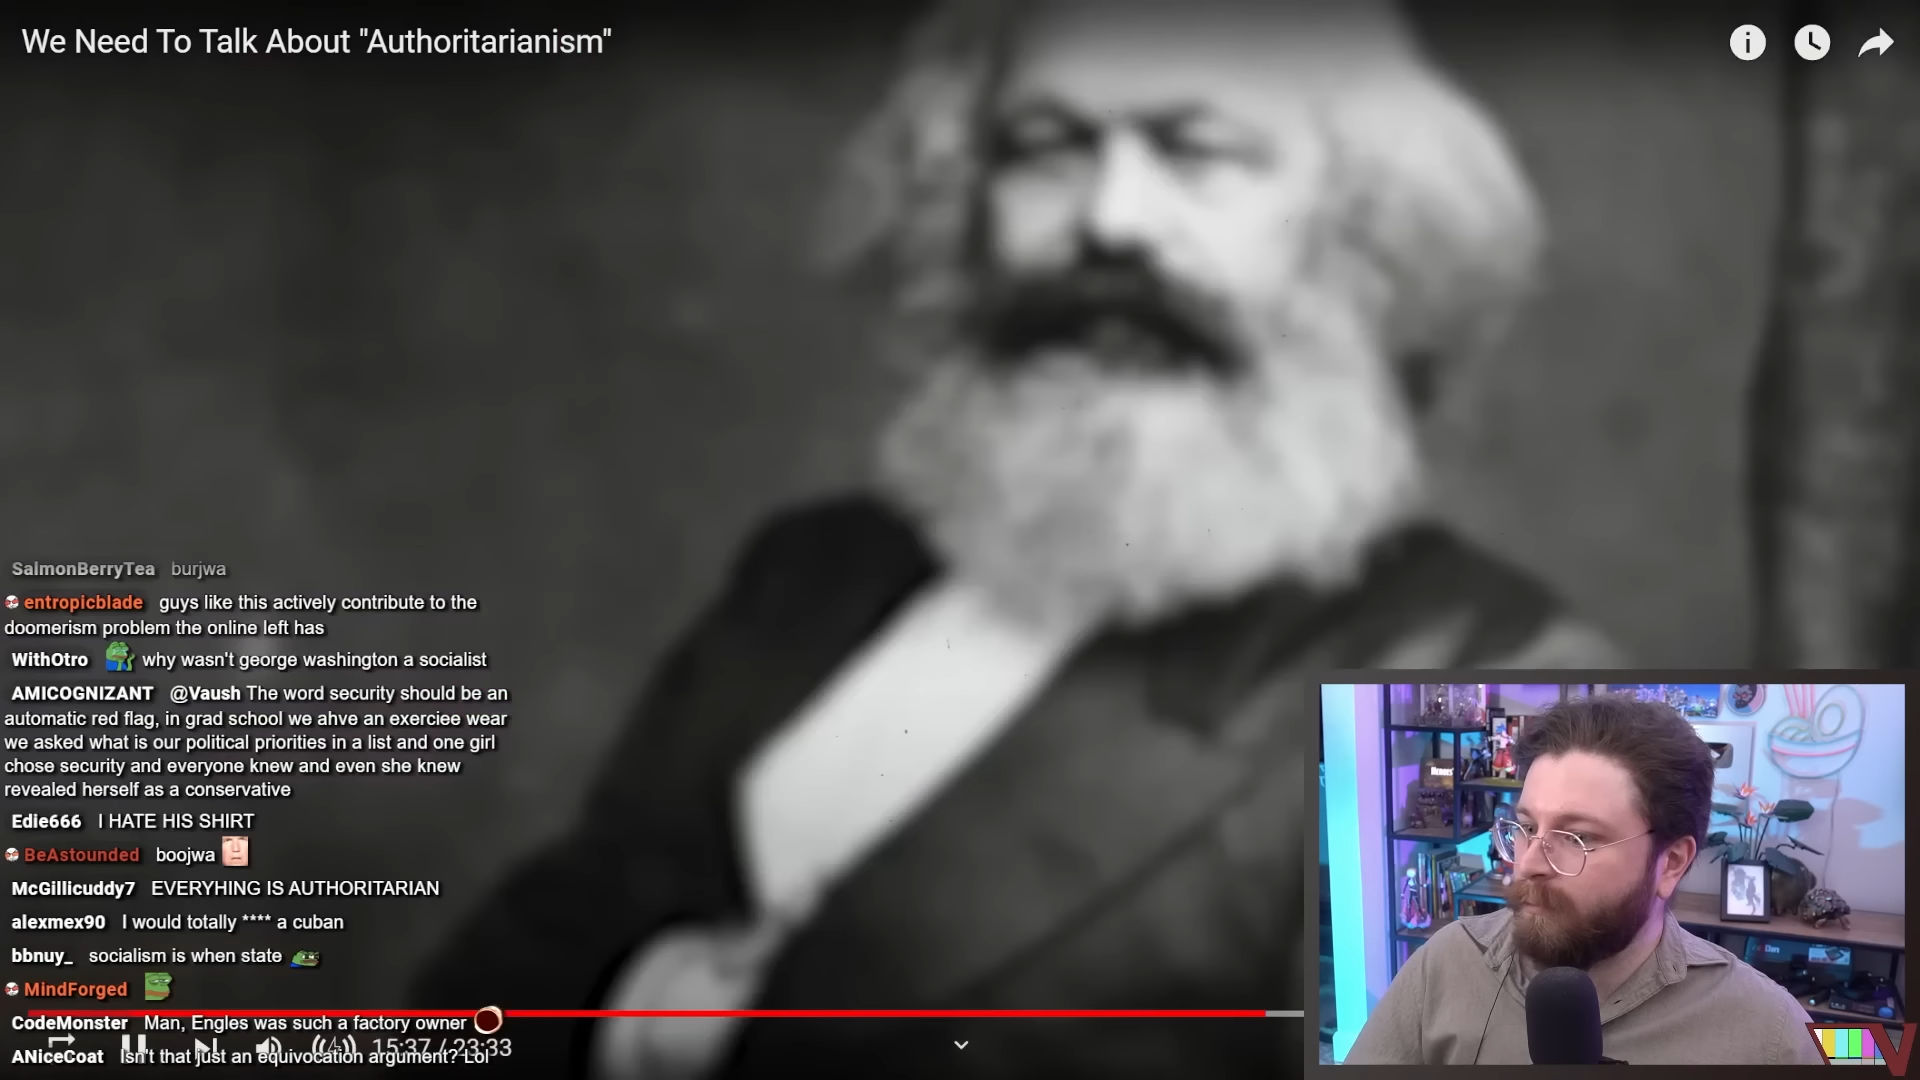 We Need To Talk About "Authoritarianism"
SalmonBerryTea burjwa
entropicblade guys like this actively contribute to the
doomerism problem the online left has
WithOtro why wasn't george washington a socialist
AMICOGNIZANT @Vaush The word security should be an
automatic red flag, in grad school we ahve an exerciee wear
we asked what is our political priorities in a list and one girl
chose security and everyone knew and even she knew
revealed herself as a conservative
Edie666 I HATE HIS SHIRT
BeAstounded boojwa
McGillicuddy7 EVERYHING IS AUTHORITARIAN
alexmex90 I would totally **** a cuban
bbnuy_ socialism is when state
MindForged
CodeMonster Man, Engles was such a factory owner
15:37 / 23:33
ANiceCoat Isn't that just an equivocation argument? Lol
HEROES